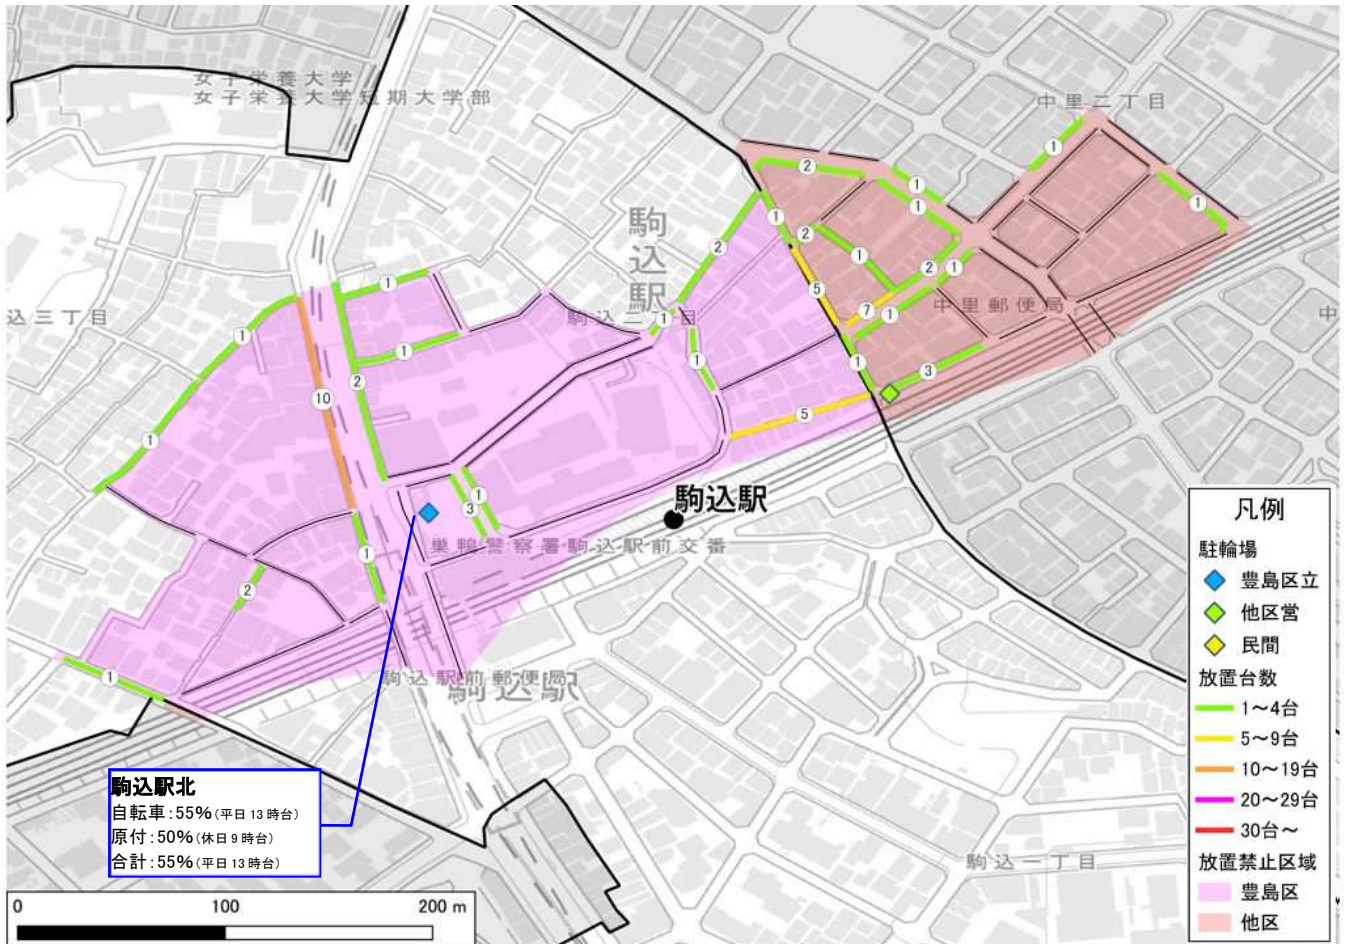 女子栄養大学
女子栄養大学短期大学部
中里二丁目
1
2
1
1
1
1
駒込駅
2
1
2
1
2
1
5
7
1
中里郵便局
中
込三丁目
駒込二丁目
1
1
1
1
1
3
2
10
1
5
1
3
駒込駅
巣鴨警察署駒込駅前交番
1
2
駒込駅前郵便局
駒込駅
1
駒込一丁目
駒込駅北
自転車:55%(平日13時台)
原付:50%(休日9時台)
合計:55%(平日13時台)
0 100 200 m
凡例
駐輪場
豊島区立
他区営
民間
放置台数
1～4台
5～9台
10～19台
20～29台
30台～
放置禁止区域
豊島区
他区